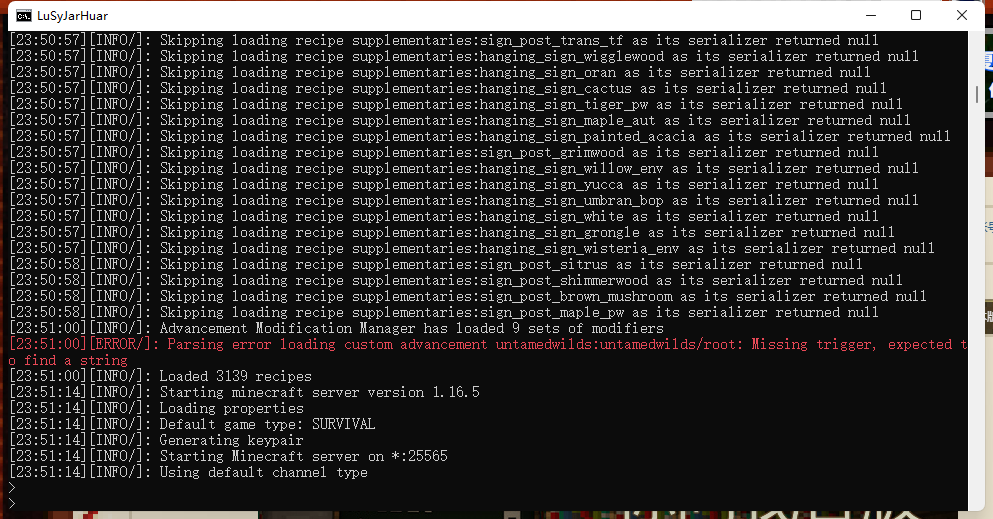 LuSyJarHuar
[23:50:57][INFO/]: Skipping loading recipe supplementaries:sign_post_trans_tf as its serializer returned null
[23:50:57][INFO/]: Skipping loading recipe supplementaries:hanging_sign_wigglewood as its serializer returned null
[23:50:57][INFO/]: Skipping loading recipe supplementaries:hanging_sign_oran as its serializer returned null
[23:50:57][INFO/]: Skipping loading recipe supplementaries:hanging_sign_cactus as its serializer returned null
[23:50:57][INFO/]: Skipping loading recipe supplementaries:hanging_sign_tiger_pw as its serializer returned null
[23:50:57][INFO/]: Skipping loading recipe supplementaries:hanging_sign_maple_aut as its serializer returned null
[23:50:57][INFO/]: Skipping loading recipe supplementaries:hanging_sign_painted_acacia as its serializer returned null
[23:50:57][INFO/]: Skipping loading recipe supplementaries:sign_post_grimwood as its serializer returned null
[23:50:57][INFO/]: Skipping loading recipe supplementaries:hanging_sign_willow_env as its serializer returned null
[23:50:57][INFO/]: Skipping loading recipe supplementaries:hanging_sign_yucca as its serializer returned null
[23:50:57][INFO/]: Skipping loading recipe supplementaries:hanging_sign_umbran_bop as its serializer returned null
[23:50:57][INFO/]: Skipping loading recipe supplementaries:hanging_sign_white as its serializer returned null
[23:50:57][INFO/]: Skipping loading recipe supplementaries:hanging_sign_grongle as its serializer returned null
[23:50:57][INFO/]: Skipping loading recipe supplementaries:hanging_sign_wisteria_env as its serializer returned null
[23:50:58][INFO/]: Skipping loading recipe supplementaries:sign_post_sitrus as its serializer returned null
[23:50:58][INFO/]: Skipping loading recipe supplementaries:sign_post_shimmerwood as its serializer returned null
[23:50:58][INFO/]: Skipping loading recipe supplementaries:sign_post_brown_mushroom as its serializer returned null
[23:50:58][INFO/]: Skipping loading recipe supplementaries:sign_post_maple_pw as its serializer returned null
[23:51:00][INFO/]: Advancement Modification Manager has loaded 9 sets of modifiers
[23:51:00][ERROR/]: Parsing error loading custom advancement untamedwilds:untamedwilds/root: Missing trigger, expected t
o find a string
[23:51:00][INFO/]: Loaded 3139 recipes
[23:51:14][INFO/]: Starting minecraft server version 1.16.5
[23:51:14][INFO/]: Loading properties
[23:51:14][INFO/]: Default game type: SURVIVAL
[23:51:14][INFO/]: Generating keypair
[23:51:14][INFO/]: Starting Minecraft server on *:25565
[23:51:14][INFO/]: Using default channel type
>
>